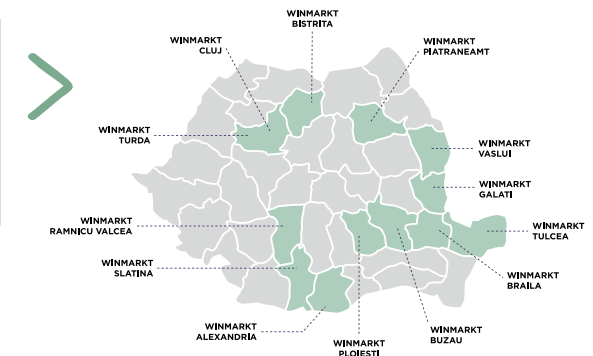 WINMARKT
BISTRITA
WINMARKT
CLUJ
WINMARKT
PIATRANEAMT
WINMARKT
TURDA
WINMARKT
VASLUI
WINMARKT
GALATI
WINMARKT
RAMNICU VALCEA
WINMARKT
TULCEA
WINMARKT
SLATINA
WINMARKT
BRAILA
WINMARKT
ALEXANDRIA
WINMARKT
BUZAU
WINMARKT
PLOIESTI